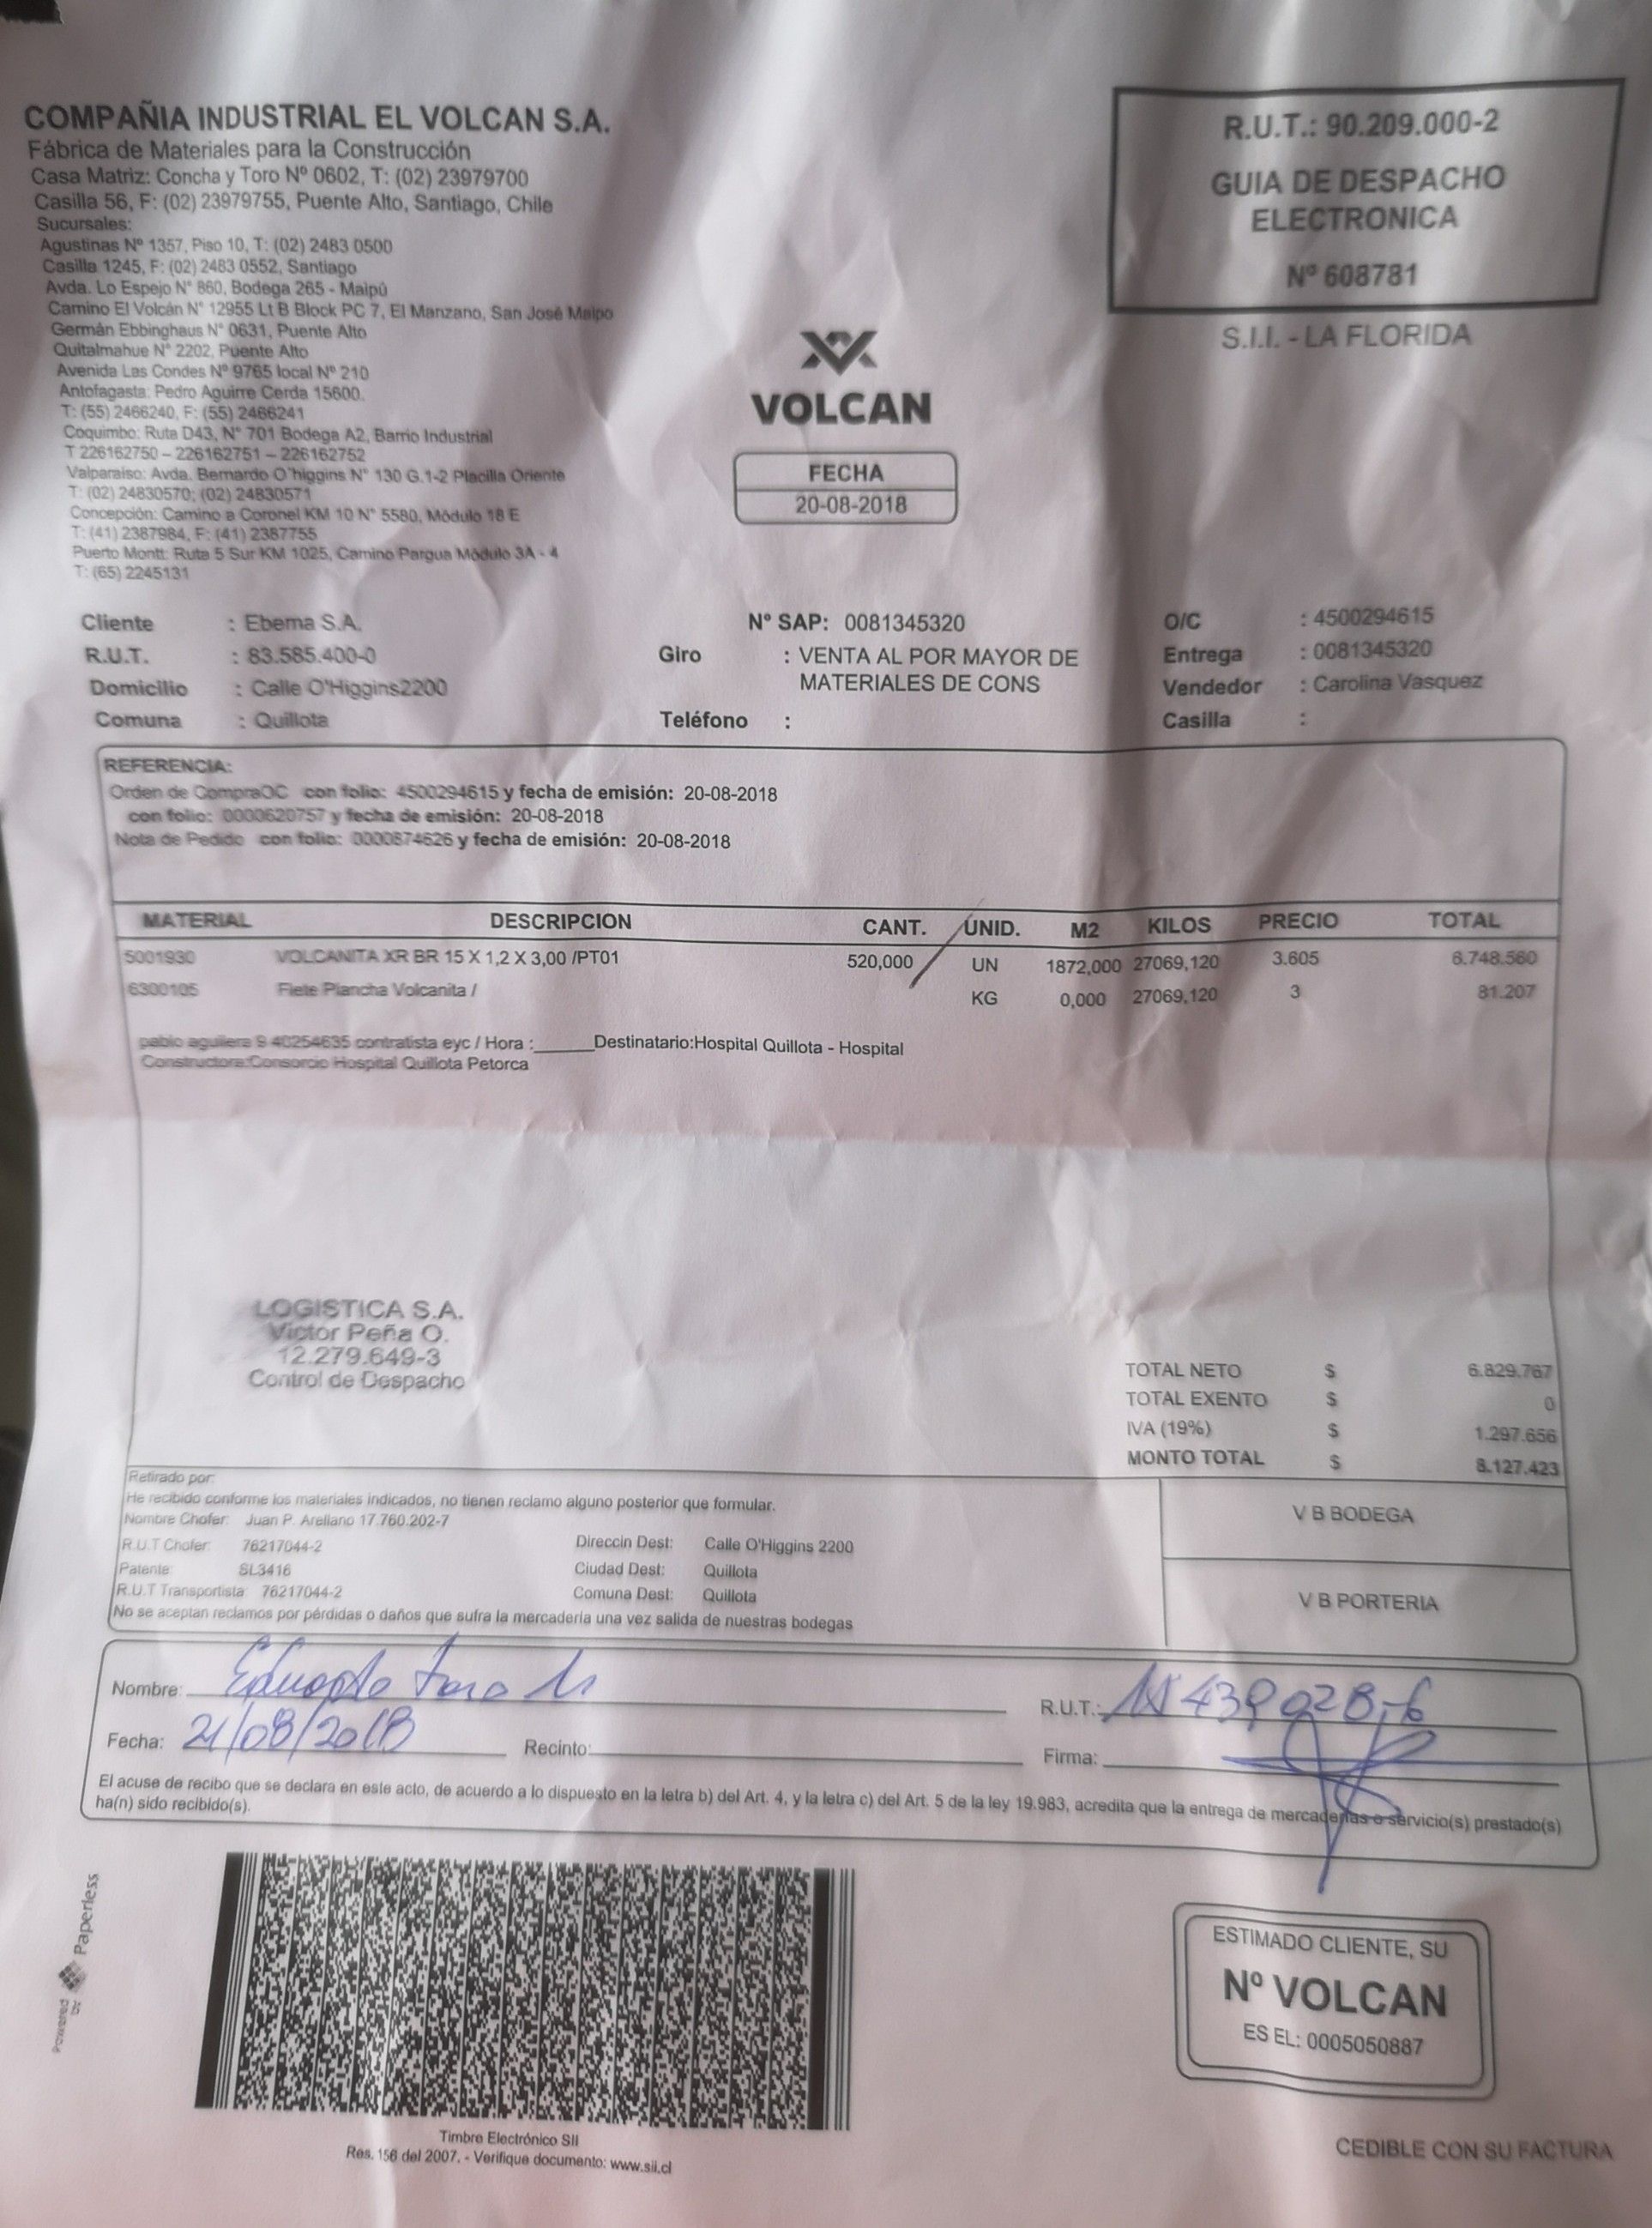 COMPAÑIA INDUSTRIAL EL VOLCAN S.A.
Fábrica de Materiales para la Construcción
Casa Matriz: Concha y Toro Nº 0602, T: (02) 23979700
Casilla 56, F: (02) 23979755, Puente Alto, Santiago, Chile
Sucursales:
Agustinas Nº 1357, Piso 10, T: (02) 2483 0500
Casilla 1245, F: (02) 2483 0552, Santiago
Avda. Lo Espejo N° 860, Bodega 265 - Maipú
Camino El Volcán N° 12955 Lt B Block PC 7, El Manzano, San José Maipo
Germán Ebbinghaus N° 0631, Puente Alto
Quitalmahue N° 2202, Puente Alto
Avenida Las Condes Nº 9765 local Nº 210
Antofagasta: Pedro Aguirre Cerda 15600.
T: (55) 2466240, F: (55) 2466241
Coquimbo: Ruta D43, N° 701 Bodega A2, Barrio Industrial
T 226162750 – 226162751 – 226162752
Valparaíso: Avda. Bernardo O´higgins N° 130 G.1-2 Placilla Oriente
T: (02) 24830570; (02) 24830571
Concepción: Camino a Coronel KM 10 N° 5580, Módulo 18 E
T: (41) 2387984, F: (41) 2387755
Puerto Montt: Ruta 5 Sur KM 1025, Camino Pargua Módulo 3A - 4
T: (65) 2245131
R.U.T.: 90.209.000-2
GUIA DE DESPACHO
ELECTRONICA
Nº 608781
S.I.I. - LA FLORIDA
VOLCAN
FECHA
20-08-2018
Cliente : Ebema S.A. Nº SAP: 0081345320 O/C : 4500294615
R.U.T. : 83.585.400-0 Giro : VENTA AL POR MAYOR DE Entrega : 0081345320
Domicilio : Calle O'Higgins2200 MATERIALES DE CONS Vendedor : Carolina Vasquez
Comuna : Quillota Teléfono : Casilla :
REFERENCIA:
Orden de CompraOC con folio: 4500294615 y fecha de emisión: 20-08-2018
con folio: 0000620757 y fecha de emisión: 20-08-2018
Nota de Pedido con folio: 0000874626 y fecha de emisión: 20-08-2018
MATERIAL DESCRIPCION CANT. UNID. M2 KILOS PRECIO TOTAL
5001930 VOLCANITA XR BR 15 X 1,2 X 3,00 /PT01 520,000 UN 1872,000 27069,120 3.605 6.748.560
6300105 Flete Plancha Volcanita / KG 0,000 27069,120 3 81.207
pablo aguilera 9 40254635 contratista eyc / Hora :______Destinatario:Hospital Quillota - Hospital
Constructora:Consorcio Hospital Quillota Petorca
LOGISTICA S.A.
Victor Peña O.
12.279.649-3
Control de Despacho
TOTAL NETO $ 6.829.767
TOTAL EXENTO $ 0
IVA (19%) $ 1.297.656
MONTO TOTAL $ 8.127.423
Retirado por:
He recibido conforme los materiales indicados, no tienen reclamo alguno posterior que formular.
Nombre Chofer: Juan P. Arellano 17.760.202-7
R.U.T Chofer: 76217044-2 Direccin Dest: Calle O'Higgins 2200
Patente: SL3416 Ciudad Dest: Quillota
R.U.T Transportista 76217044-2 Comuna Dest: Quillota
No se aceptan reclamos por pérdidas o daños que sufra la mercadería una vez salida de nuestras bodegas
V B BODEGA
V B PORTERIA
Nombre: R.U.T.:
Fecha: 21/08/2018 Recinto: Firma:
El acuse de recibo que se declara en este acto, de acuerdo a lo dispuesto en la letra b) del Art. 4, y la letra c) del Art. 5 de la ley 19.983, acredita que la entrega de mercaderías o servicio(s) prestado(s)
ha(n) sido recibido(s).
Powered by Paperless
ESTIMADO CLIENTE, SU
Nº VOLCAN
ES EL: 0005050887
Timbre Electrónico SII
Res. 156 del 2007. - Verifique documento: www.sii.cl
CEDIBLE CON SU FACTURA